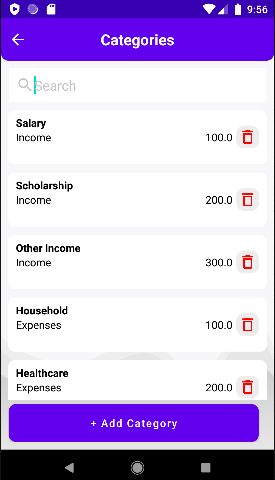 9:56
Categories
Search
Salary
Income
100.0
Scholarship
Income
200.0
Other Income
Income
300.0
Household
Expenses
100.0
Healthcare
Expenses
200.0
+ Add Category